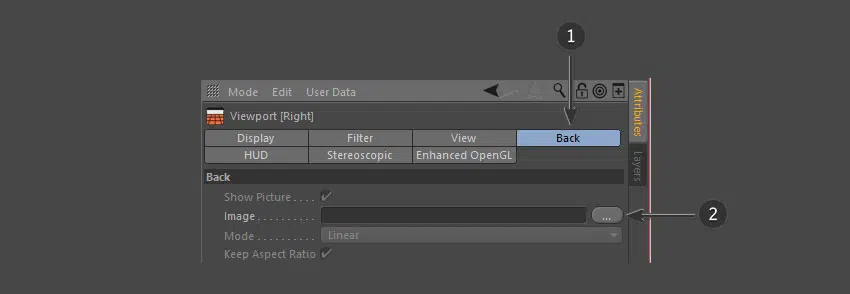 1
Mode Edit User Data
Attributes
Viewport [Right]
Display Filter View Back
HUD Stereoscopic Enhanced OpenGL
Layers
Back
Show Picture . . . .
Image . . . . . . . . . . ... 2
Mode . . . . . . . . . . Linear
Keep Aspect Ratio